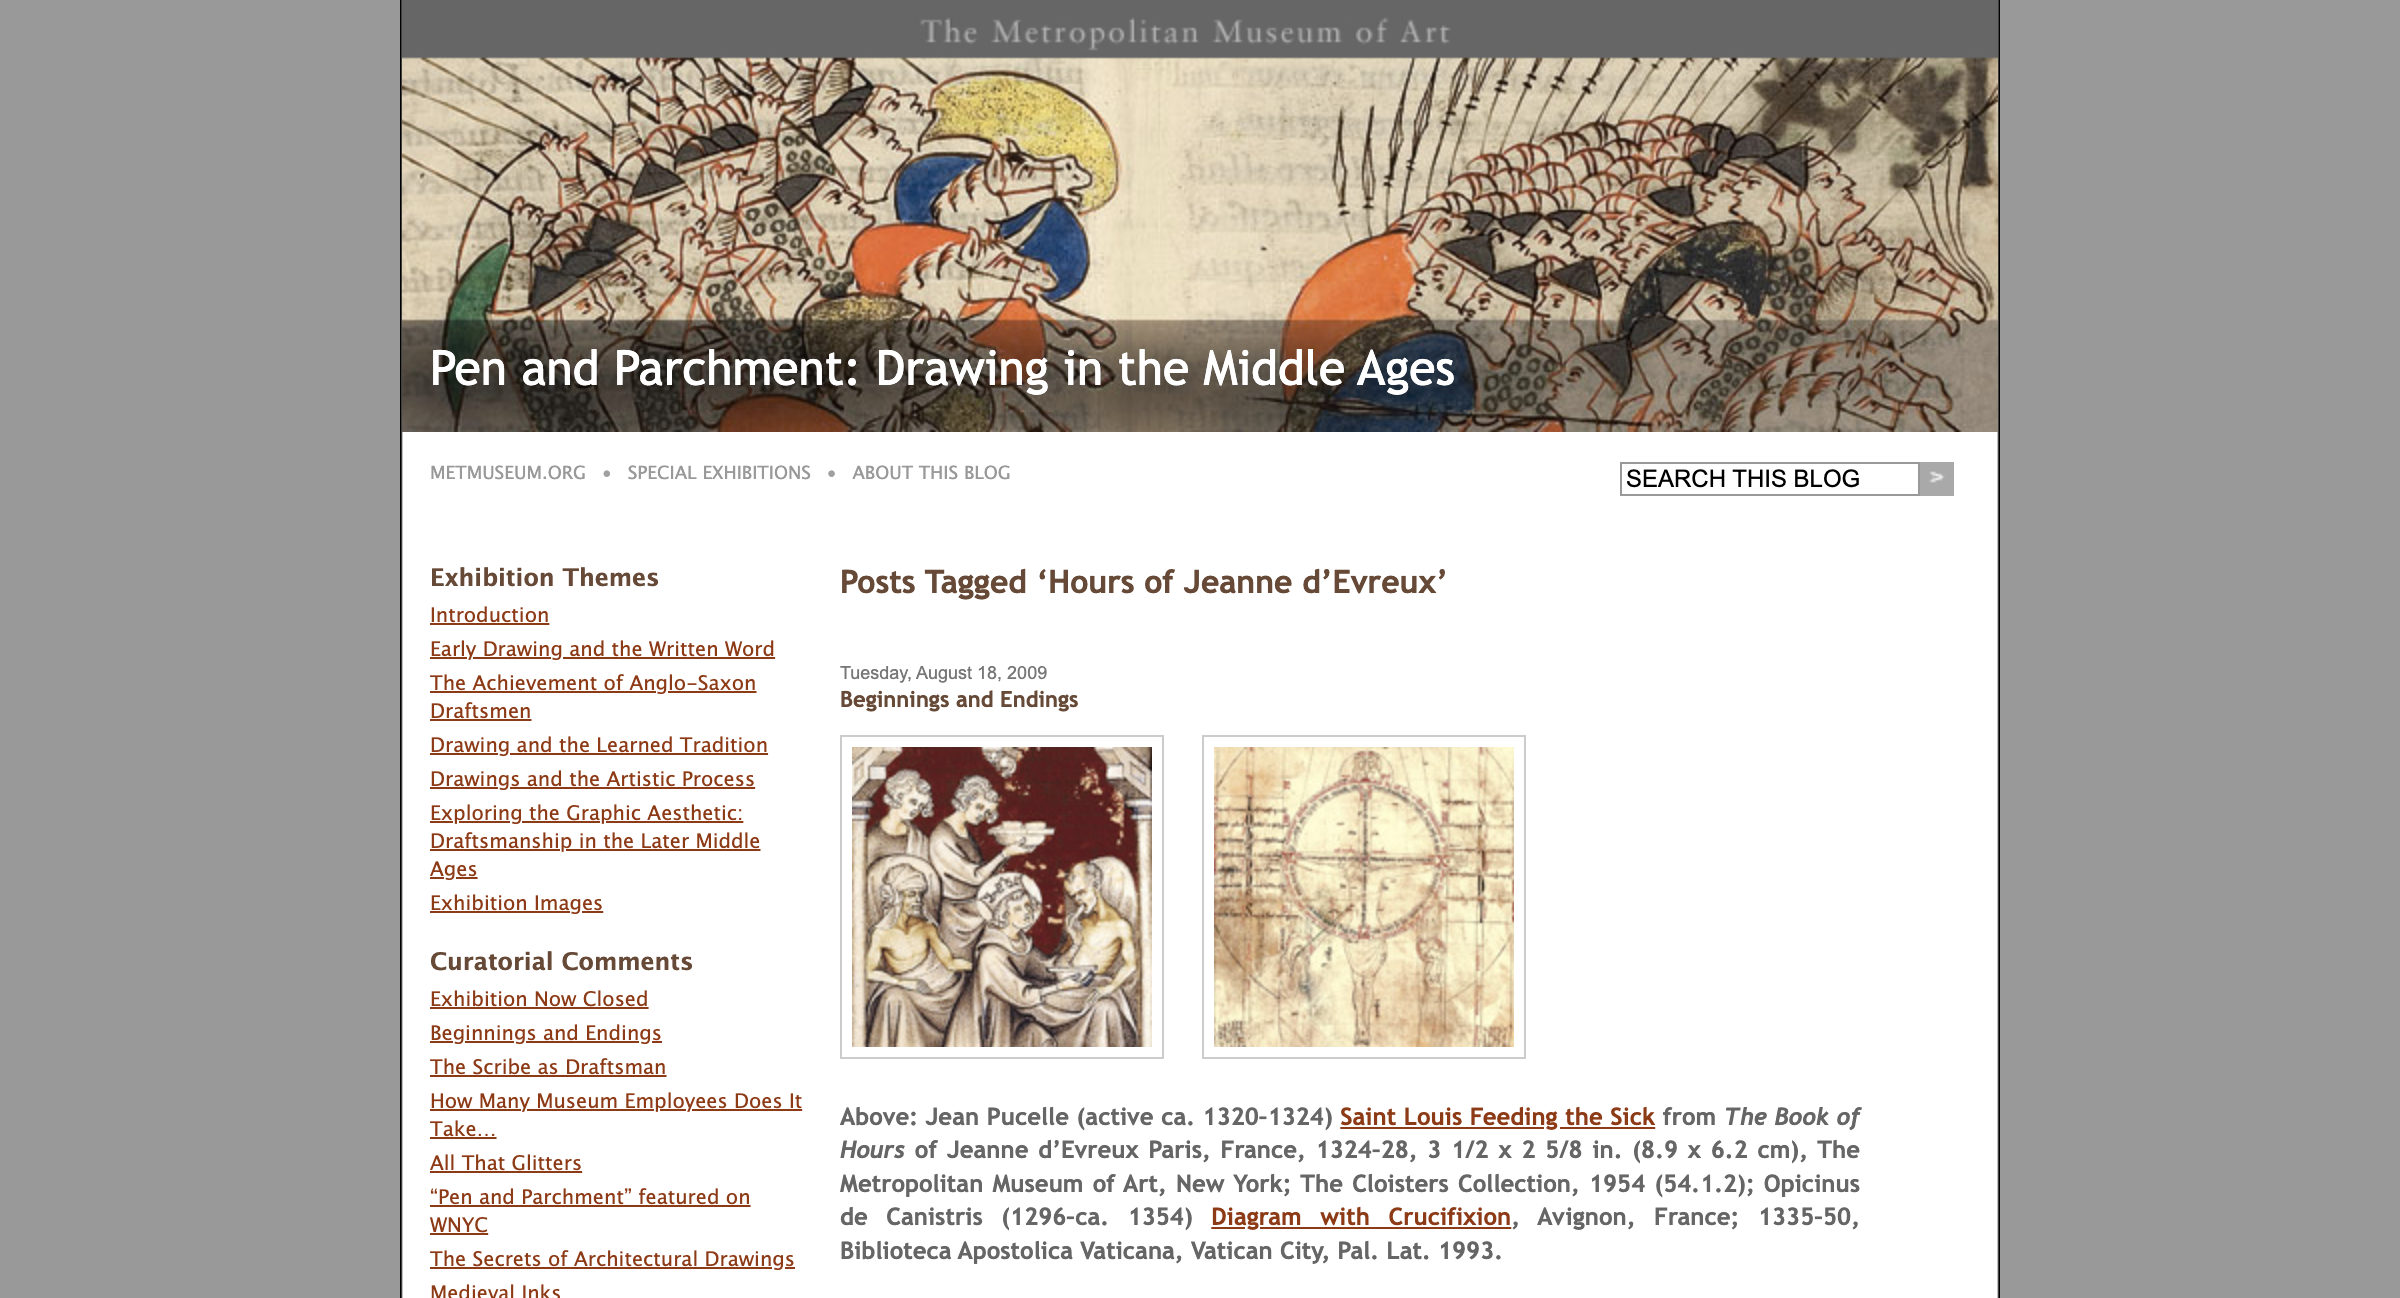 The Metropolitan Museum of Art
Pen and Parchment: Drawing in the Middle Ages
METMUSEUM.ORG • SPECIAL EXHIBITIONS • ABOUT THIS BLOG
SEARCH THIS BLOG >
Exhibition Themes
Introduction
Early Drawing and the Written Word
The Achievement of Anglo-Saxon
Draftsmen
Drawing and the Learned Tradition
Drawings and the Artistic Process
Exploring the Graphic Aesthetic:
Draftsmanship in the Later Middle
Ages
Exhibition Images
Curatorial Comments
Exhibition Now Closed
Beginnings and Endings
The Scribe as Draftsman
How Many Museum Employees Does It
Take…
All That Glitters
“Pen and Parchment” featured on
WNYC
The Secrets of Architectural Drawings
Medieval Inks
Posts Tagged ‘Hours of Jeanne d’Evreux’
Tuesday, August 18, 2009
Beginnings and Endings
Above: Jean Pucelle (active ca. 1320–1324) Saint Louis Feeding the Sick from The Book of
Hours of Jeanne d’Evreux Paris, France, 1324–28, 3 1/2 x 2 5/8 in. (8.9 x 6.2 cm), The
Metropolitan Museum of Art, New York; The Cloisters Collection, 1954 (54.1.2); Opicinus
de Canistris (1296–ca. 1354) Diagram with Crucifixion, Avignon, France; 1335–50,
Biblioteca Apostolica Vaticana, Vatican City, Pal. Lat. 1993.